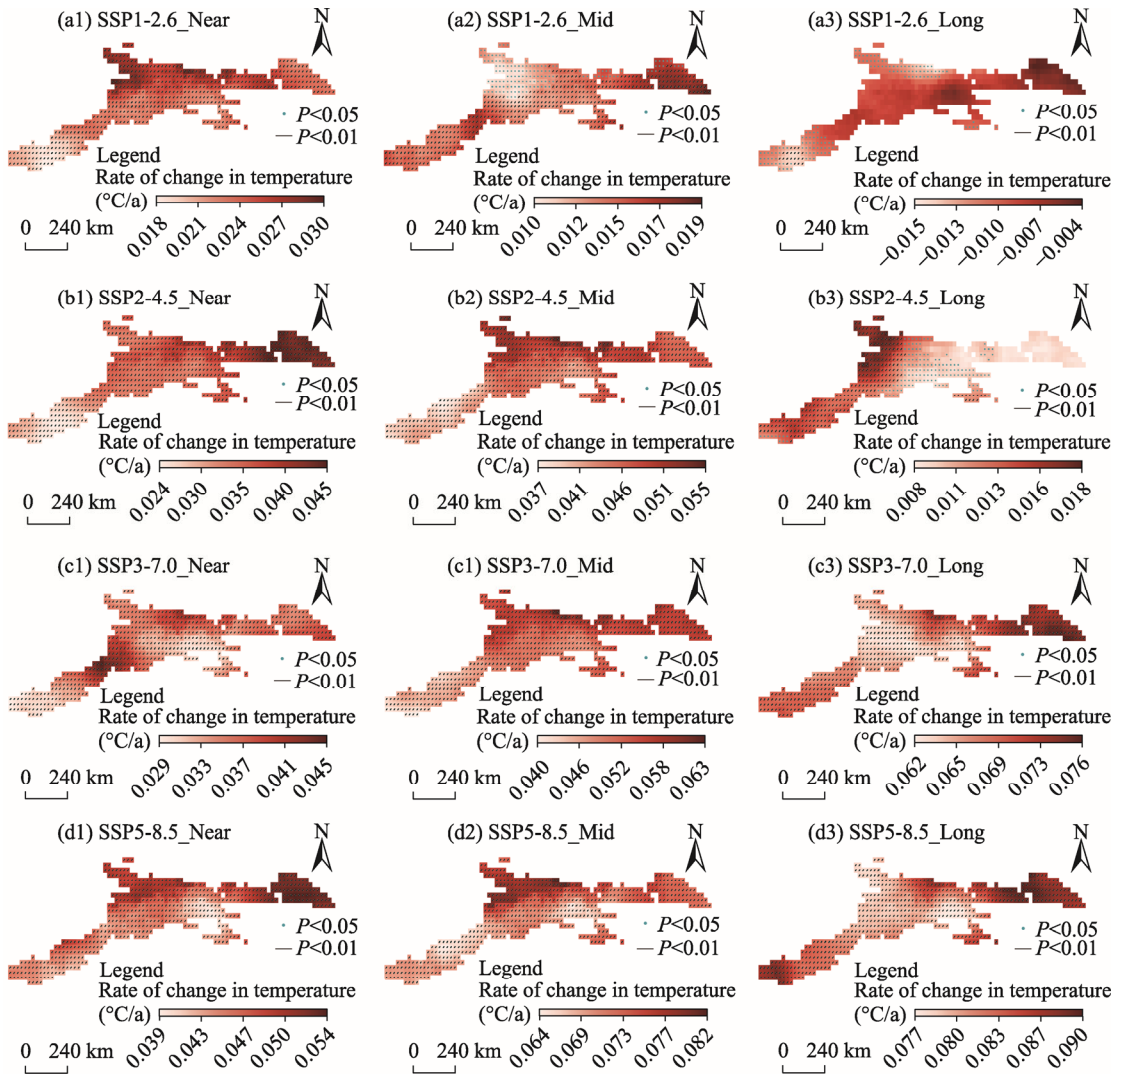 (a1) SSP1-2.6_Near
N
P<0.05
P<0.01
Legend
Rate of change in temperature
(°C/a)
0.018 0.021 0.024 0.027 0.030
0 240 km
(a2) SSP1-2.6_Mid
N
P<0.05
P<0.01
Legend
Rate of change in temperature
(°C/a)
0.010 0.012 0.015 0.017 0.019
0 240 km
(a3) SSP1-2.6_Long
N
P<0.05
P<0.01
Legend
Rate of change in temperature
(°C/a)
−0.015 −0.013 −0.010 −0.007 −0.004
0 240 km
(b1) SSP2-4.5_Near
N
P<0.05
P<0.01
Legend
Rate of change in temperature
(°C/a)
0.024 0.030 0.035 0.040 0.045
0 240 km
(b2) SSP2-4.5_Mid
N
P<0.05
P<0.01
Legend
Rate of change in temperature
(°C/a)
0.037 0.041 0.046 0.051 0.055
0 240 km
(b3) SSP2-4.5_Long
N
P<0.05
P<0.01
Legend
Rate of change in temperature
(°C/a)
0.008 0.011 0.013 0.016 0.018
0 240 km
(c1) SSP3-7.0_Near
N
P<0.05
P<0.01
Legend
Rate of change in temperature
(°C/a)
0.029 0.033 0.037 0.041 0.045
0 240 km
(c1) SSP3-7.0_Mid
N
P<0.05
P<0.01
Legend
Rate of change in temperature
(°C/a)
0.040 0.046 0.052 0.058 0.063
0 240 km
(c3) SSP3-7.0_Long
N
P<0.05
P<0.01
Legend
Rate of change in temperature
(°C/a)
0.062 0.065 0.069 0.073 0.076
0 240 km
(d1) SSP5-8.5_Near
N
P<0.05
P<0.01
Legend
Rate of change in temperature
(°C/a)
0.039 0.043 0.047 0.050 0.054
0 240 km
(d2) SSP5-8.5_Mid
N
P<0.05
P<0.01
Legend
Rate of change in temperature
(°C/a)
0.064 0.069 0.073 0.077 0.082
0 240 km
(d3) SSP5-8.5_Long
N
P<0.05
P<0.01
Legend
Rate of change in temperature
(°C/a)
0.077 0.080 0.083 0.087 0.090
0 240 km